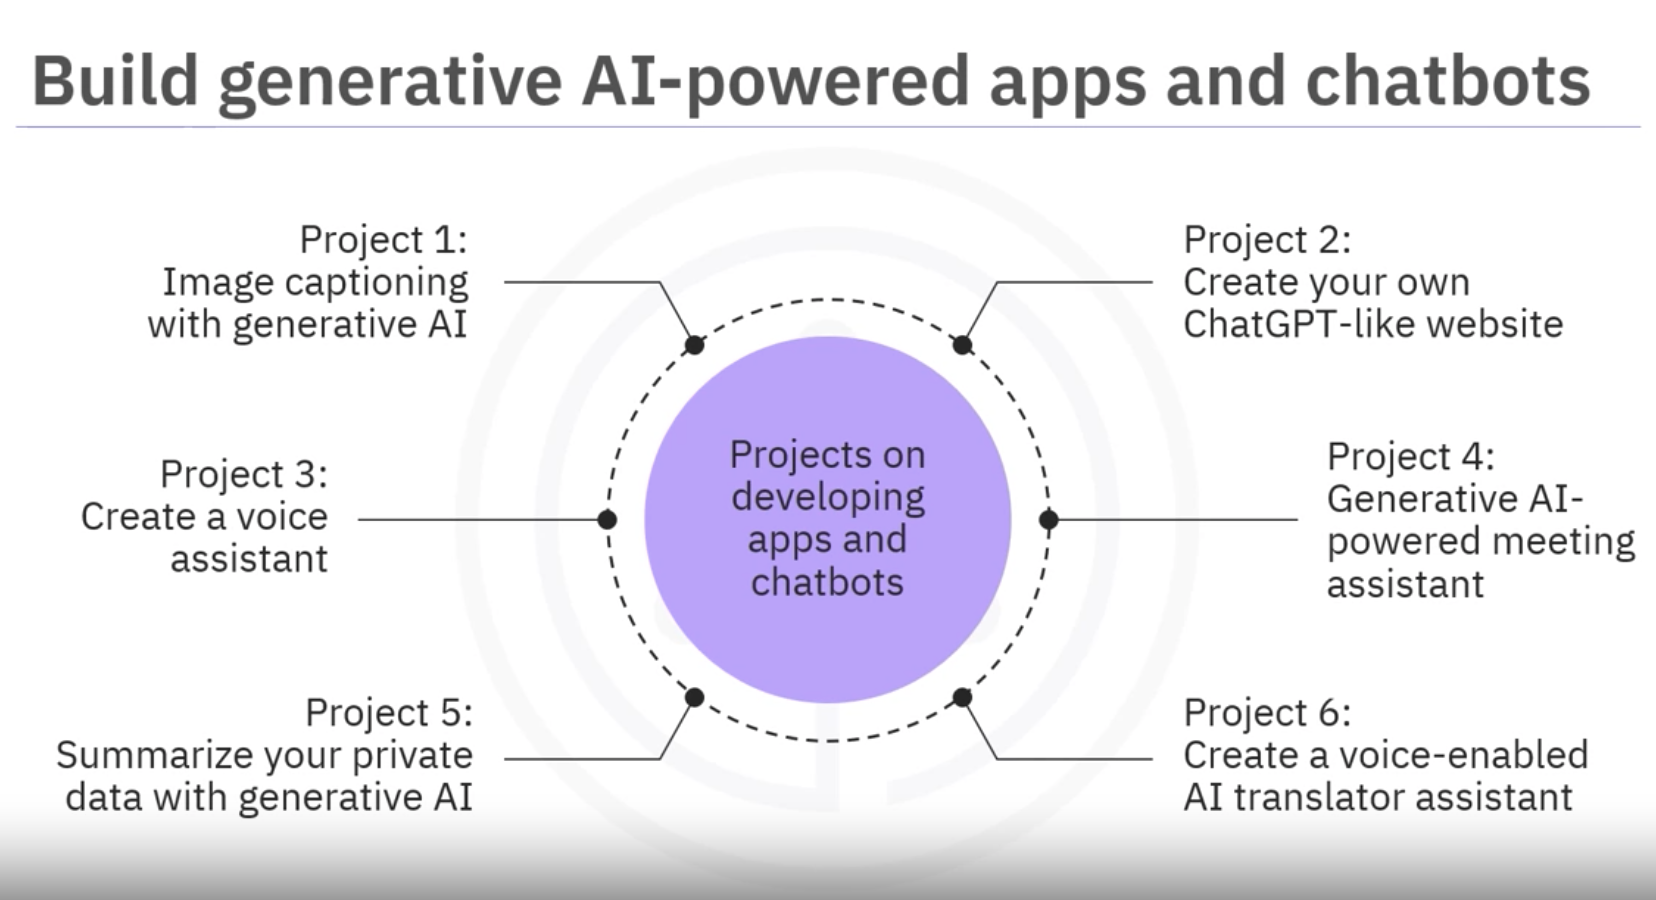 Build generative AI-powered apps and chatbots
Project 1:
Image captioning
with generative AI
Project 2:
Create your own
ChatGPT-like website
Project 3:
Create a voice
assistant
Projects on
developing
apps and
chatbots
Project 4:
Generative AI-
powered meeting
assistant
Project 5:
Summarize your private
data with generative AI
Project 6:
Create a voice-enabled
AI translator assistant